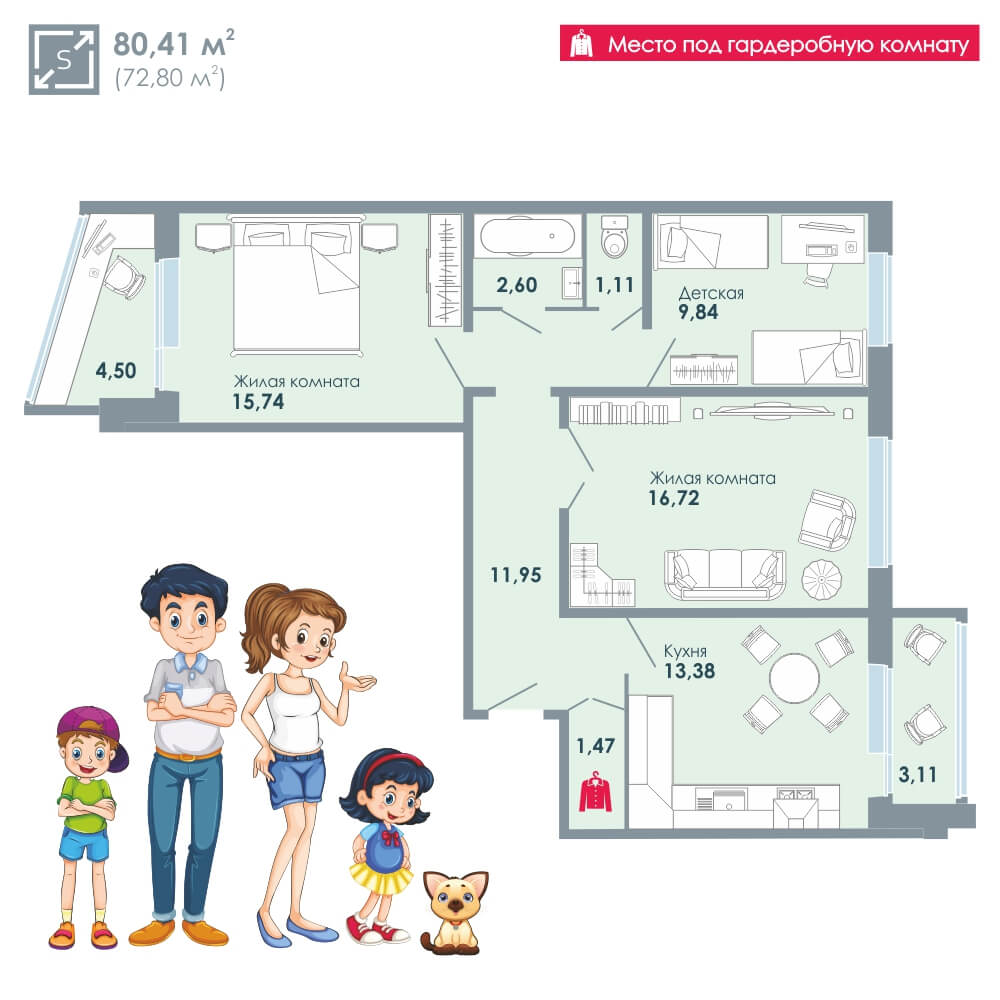 S
80,41 м²
(72,80 м²)
Место под гардеробную комнату
2,60
1,11
Детская
9,84
4,50
Жилая комната
15,74
Жилая комната
16,72
11,95
Кухня
13,38
1,47
3,11